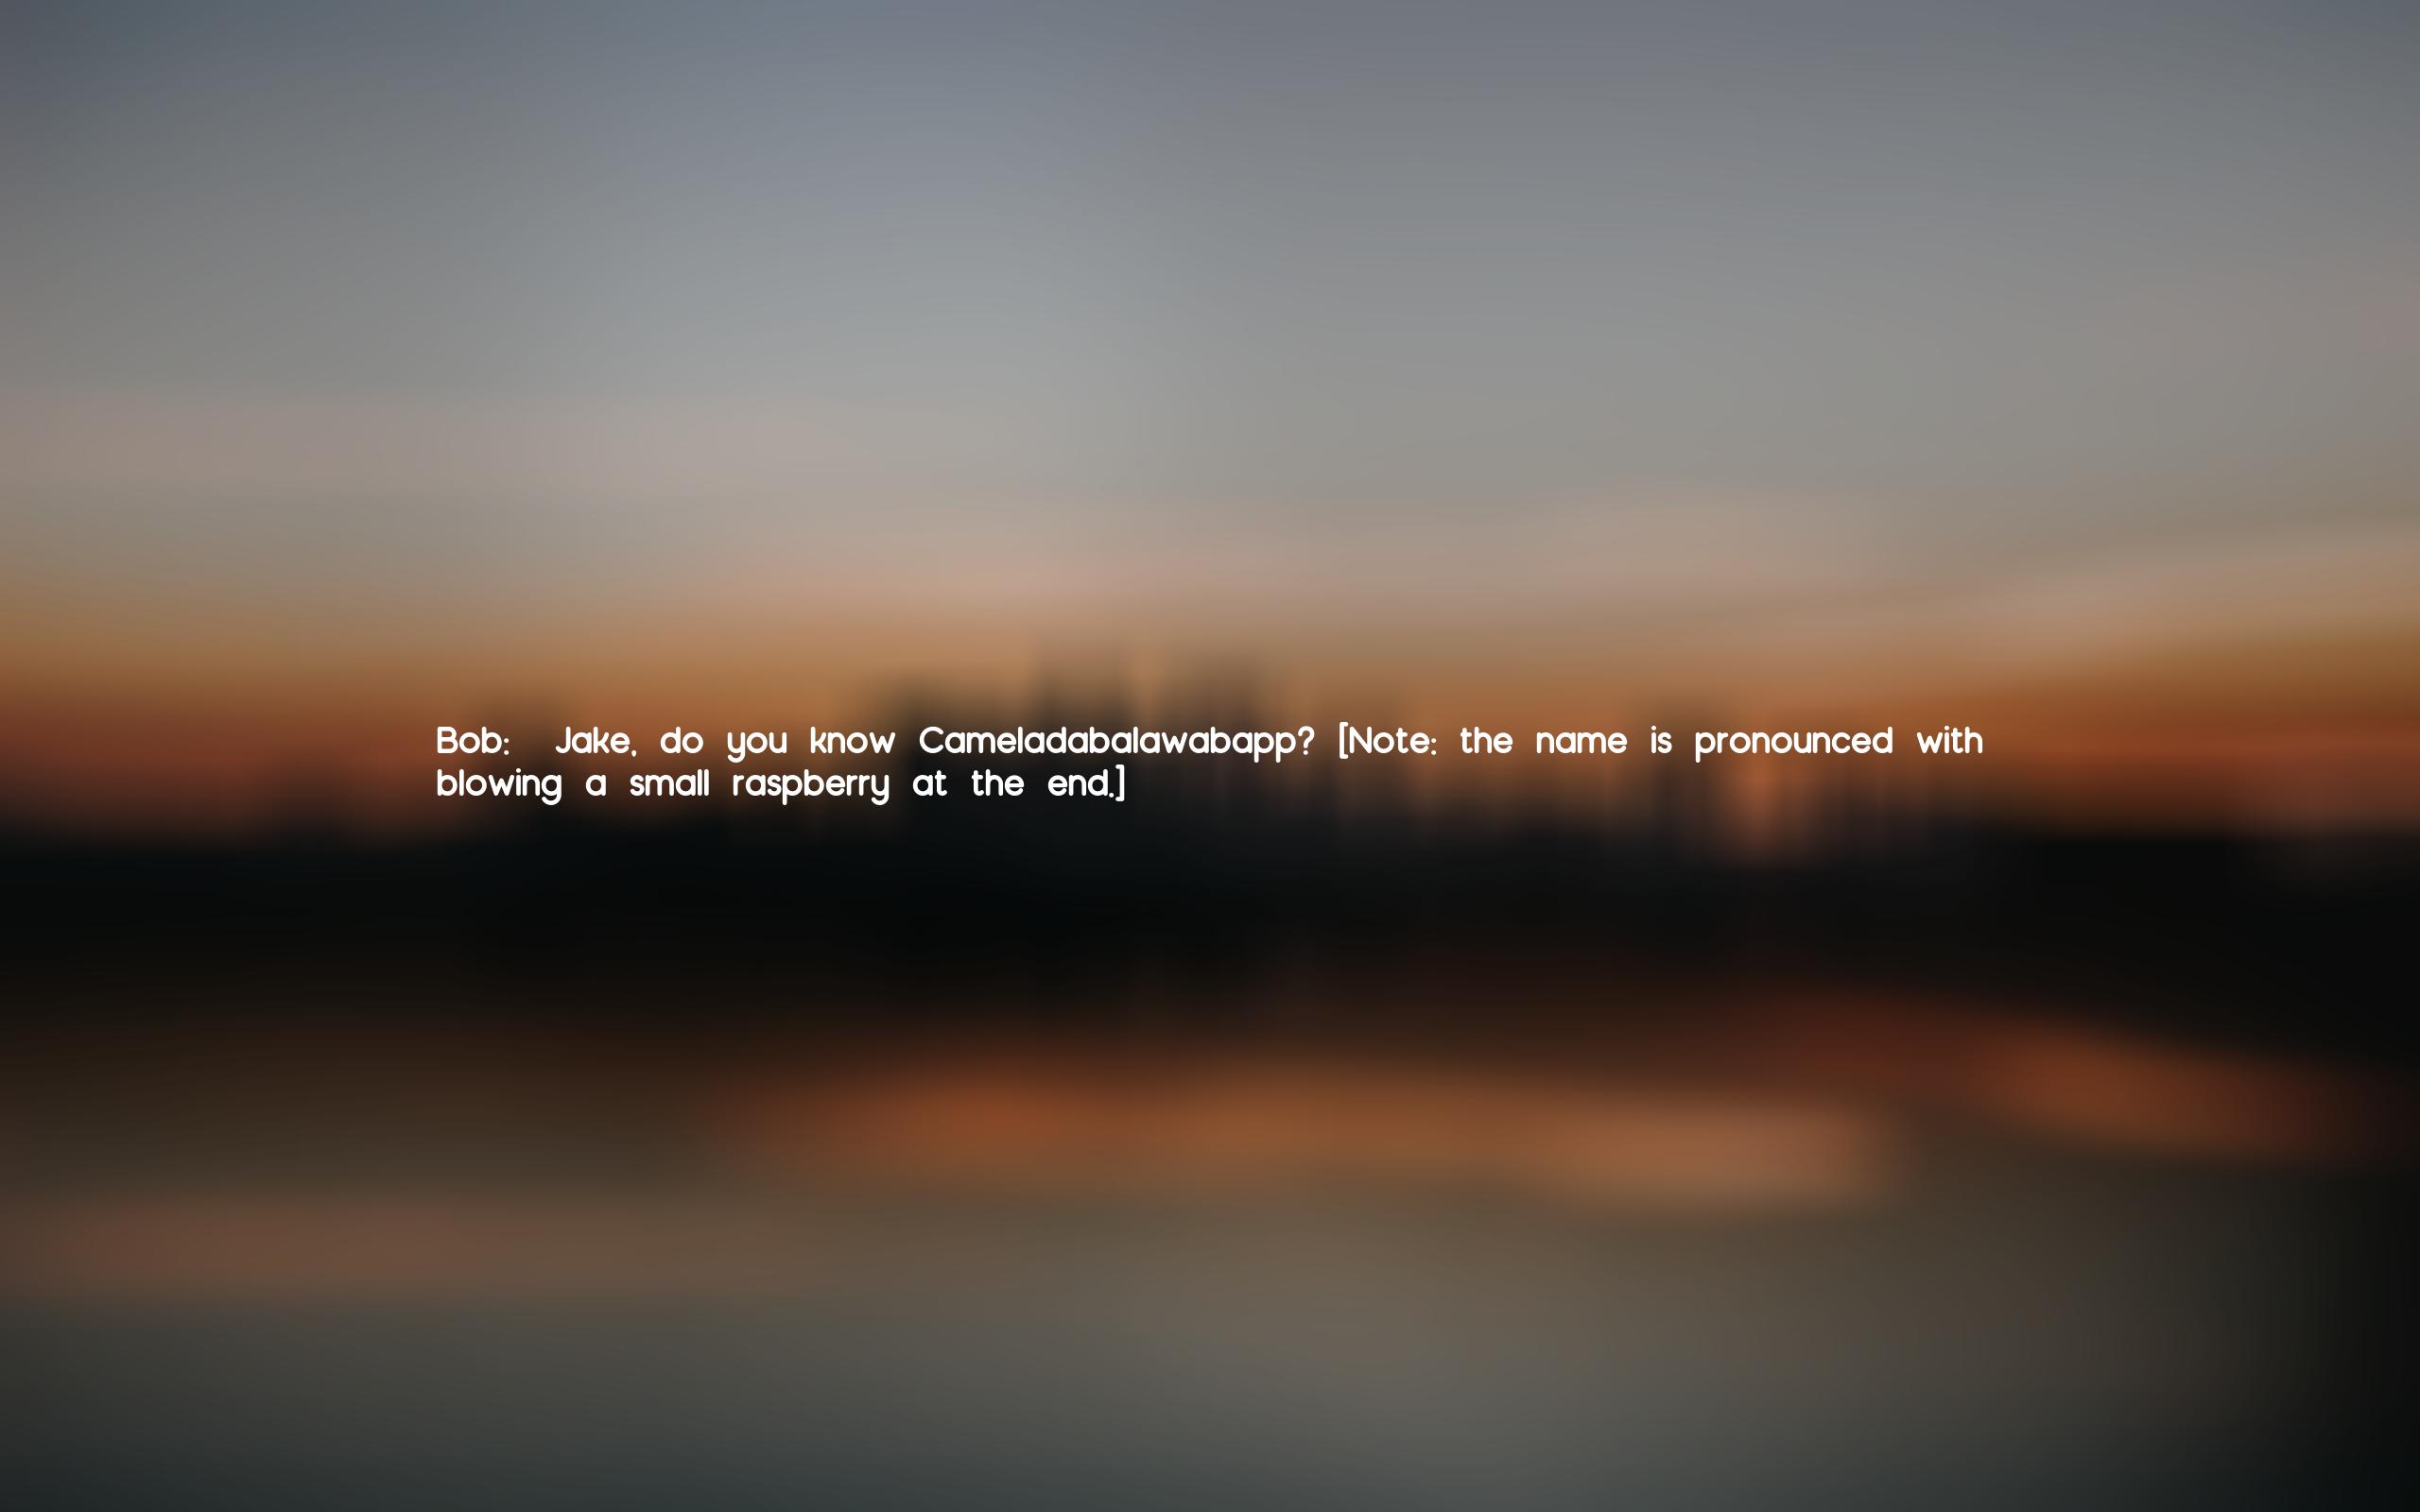 Bob:  Jake, do you know Cameladabalawabapp? [Note: the name is pronounced with
blowing a small raspberry at the end.]